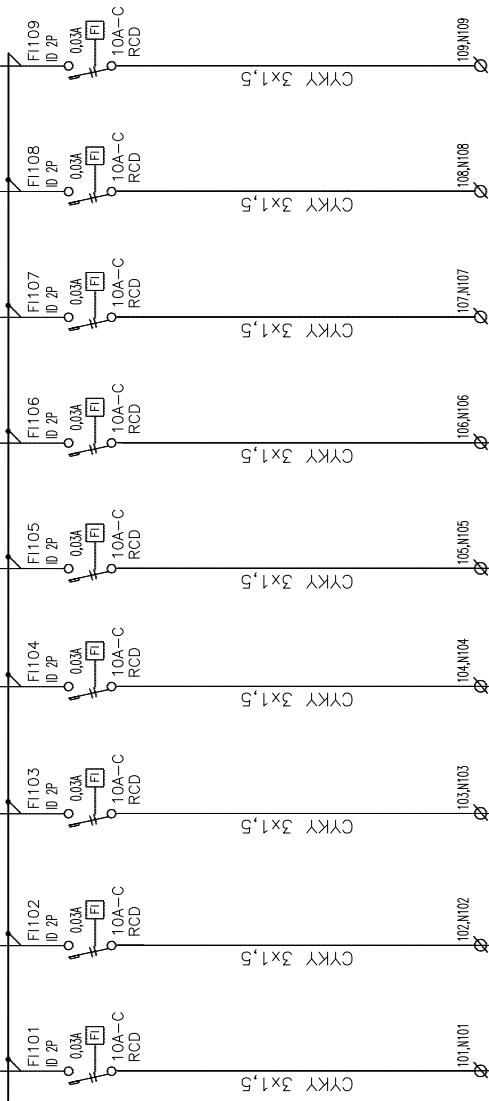 FI109
ID 2P
0,03A
FI
10A-C
RCD
CYKY 3x1,5
109,N109
FI108
ID 2P
0,03A
FI
10A-C
RCD
CYKY 3x1,5
108,N108
FI107
ID 2P
0,03A
FI
10A-C
RCD
CYKY 3x1,5
107,N107
FI106
ID 2P
0,03A
FI
10A-C
RCD
CYKY 3x1,5
106,N106
FI105
ID 2P
0,03A
FI
10A-C
RCD
CYKY 3x1,5
105,N105
FI104
ID 2P
0,03A
FI
10A-C
RCD
CYKY 3x1,5
104,N104
FI103
ID 2P
0,03A
FI
10A-C
RCD
CYKY 3x1,5
103,N103
FI102
ID 2P
0,03A
FI
10A-C
RCD
CYKY 3x1,5
102,N102
FI101
ID 2P
0,03A
FI
10A-C
RCD
CYKY 3x1,5
101,N101